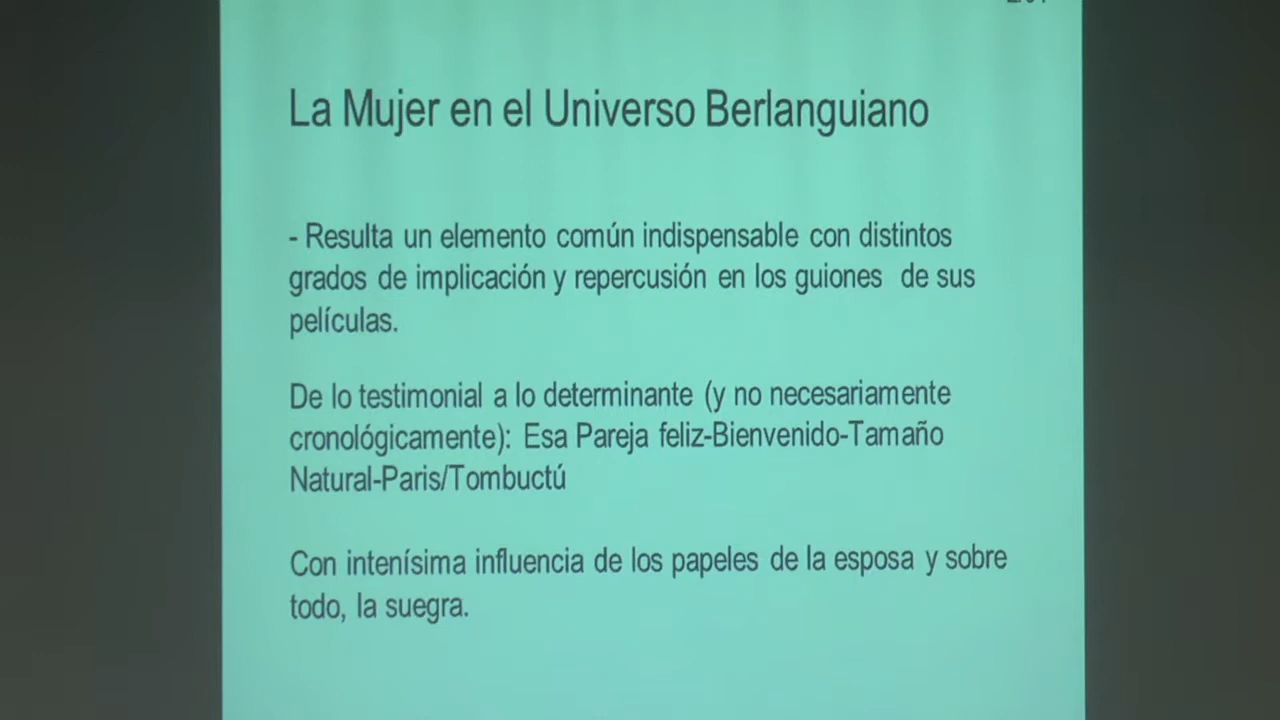 La Mujer en el Universo Berlanguiano
- Resulta un elemento común indispensable con distintos
grados de implicación y repercusión en los guiones de sus
películas.
De lo testimonial a lo determinante (y no necesariamente
cronológicamente): Esa Pareja feliz-Bienvenido-Tamaño
Natural-Paris/Tombuctú
Con intenísima influencia de los papeles de la esposa y sobre
todo, la suegra.